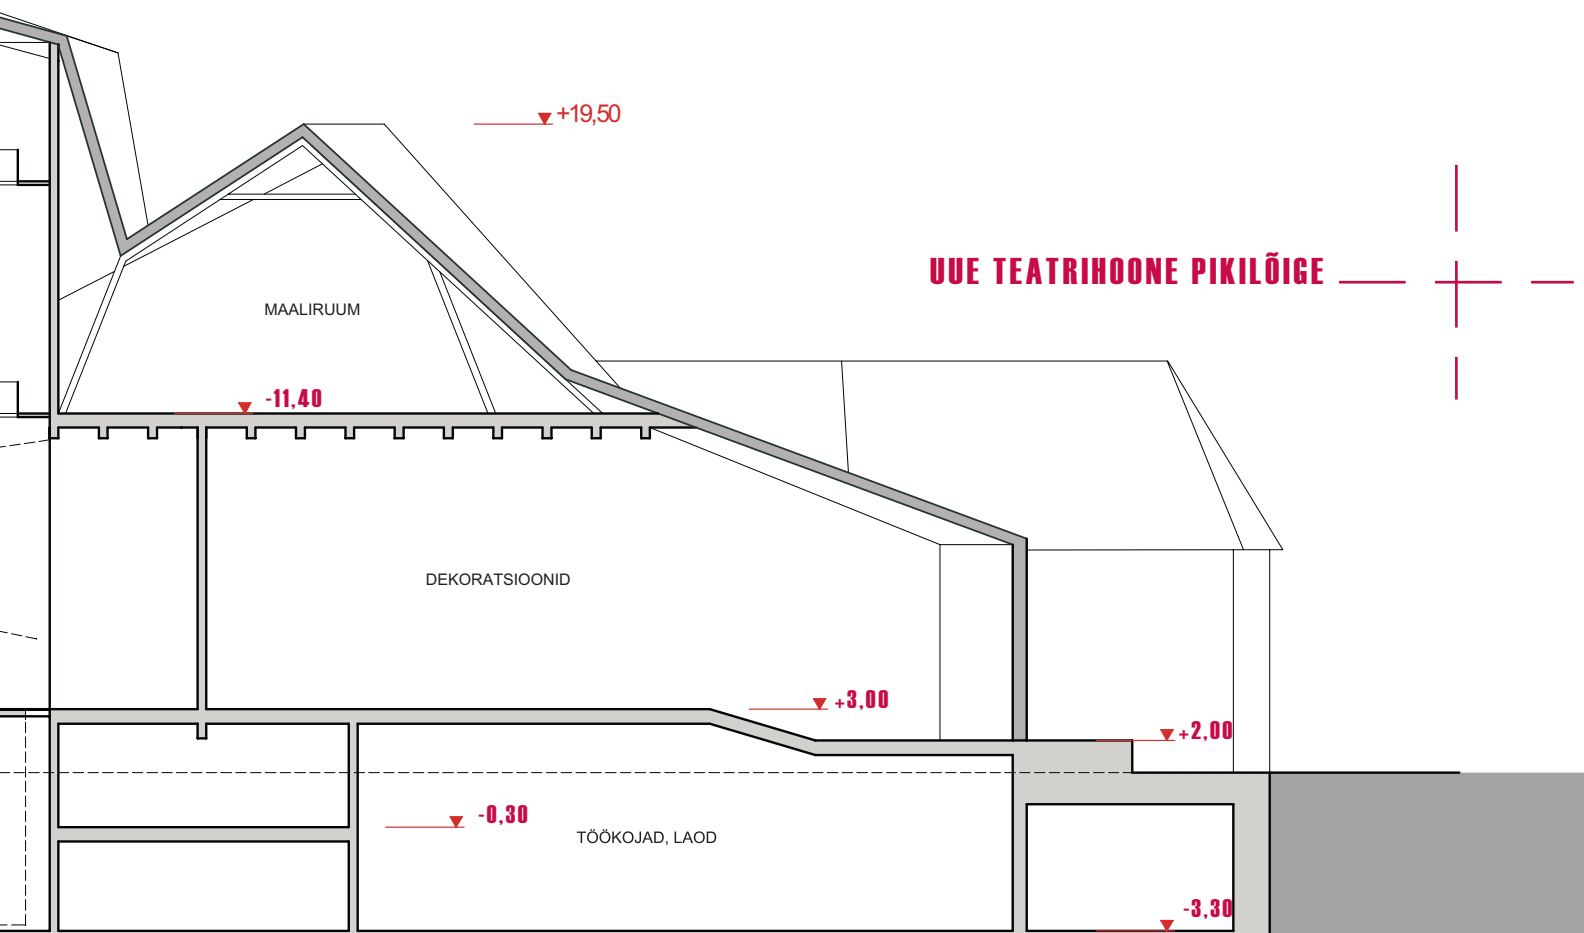 +19,50
UUE TEATRIHOONE PIKILÕIGE
MAALIRUUM
-11,40
DEKORATSIOONID
+3,00
+2,00
-0,30
TÖÖKOJAD, LAOD
-3,30